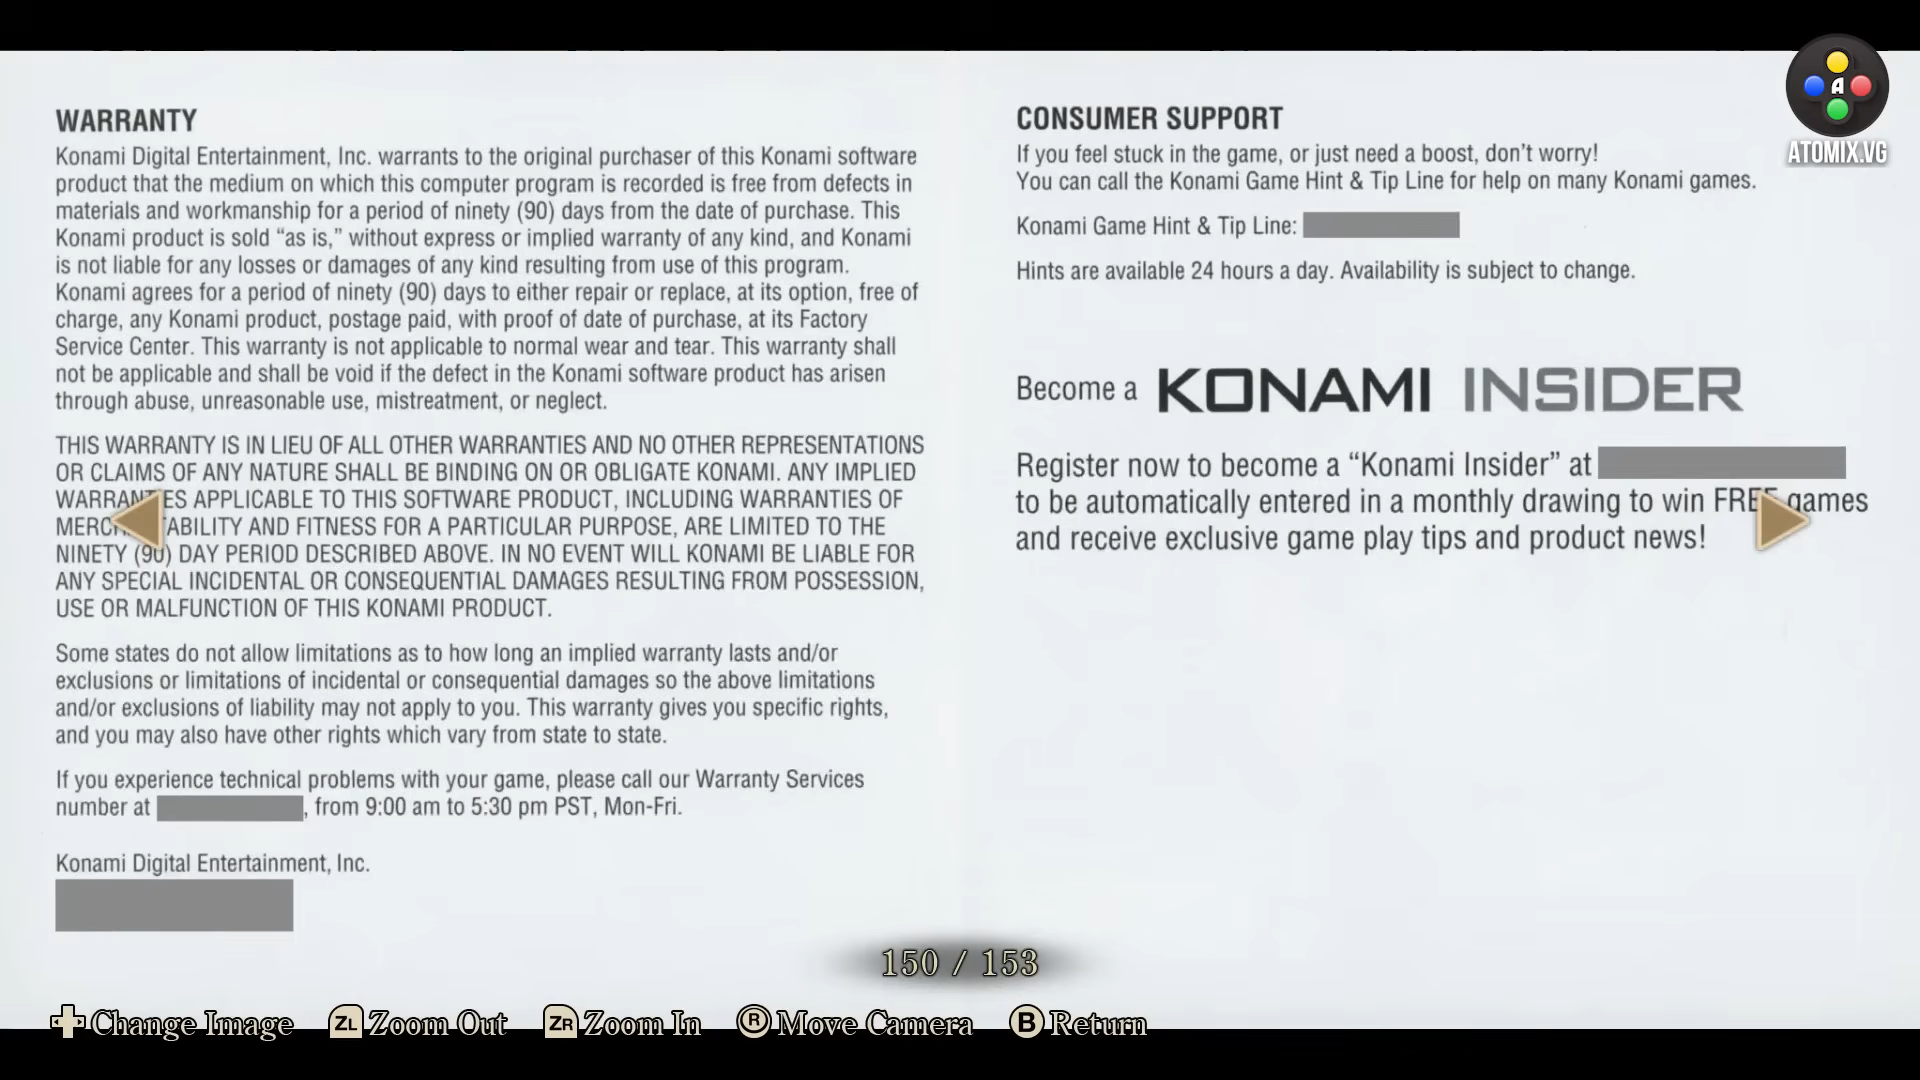 WARRANTY
Konami Digital Entertainment, Inc. warrants to the original purchaser of this Konami software
product that the medium on which this computer program is recorded is free from defects in
materials and workmanship for a period of ninety (90) days from the date of purchase. This
Konami product is sold “as is,” without express or implied warranty of any kind, and Konami
is not liable for any losses or damages of any kind resulting from use of this program.
Konami agrees for a period of ninety (90) days to either repair or replace, at its option, free of
charge, any Konami product, postage paid, with proof of date of purchase, at its Factory
Service Center. This warranty is not applicable to normal wear and tear. This warranty shall
not be applicable and shall be void if the defect in the Konami software product has arisen
through abuse, unreasonable use, mistreatment, or neglect.
THIS WARRANTY IS IN LIEU OF ALL OTHER WARRANTIES AND NO OTHER REPRESENTATIONS
OR CLAIMS OF ANY NATURE SHALL BE BINDING ON OR OBLIGATE KONAMI. ANY IMPLIED
WARRANTIES APPLICABLE TO THIS SOFTWARE PRODUCT, INCLUDING WARRANTIES OF
MERCHANTABILITY AND FITNESS FOR A PARTICULAR PURPOSE, ARE LIMITED TO THE
NINETY (90) DAY PERIOD DESCRIBED ABOVE. IN NO EVENT WILL KONAMI BE LIABLE FOR
ANY SPECIAL INCIDENTAL OR CONSEQUENTIAL DAMAGES RESULTING FROM POSSESSION,
USE OR MALFUNCTION OF THIS KONAMI PRODUCT.
Some states do not allow limitations as to how long an implied warranty lasts and/or
exclusions or limitations of incidental or consequential damages so the above limitations
and/or exclusions of liability may not apply to you. This warranty gives you specific rights,
and you may also have other rights which vary from state to state.
If you experience technical problems with your game, please call our Warranty Services
number at , from 9:00 am to 5:30 pm PST, Mon-Fri.
Konami Digital Entertainment, Inc.
CONSUMER SUPPORT
If you feel stuck in the game, or just need a boost, don’t worry!
You can call the Konami Game Hint & Tip Line for help on many Konami games.
Konami Game Hint & Tip Line:
Hints are available 24 hours a day. Availability is subject to change.
Become a KONAMI INSIDER
Register now to become a “Konami Insider” at
to be automatically entered in a monthly drawing to win FREE games
and receive exclusive game play tips and product news!
A
ATOMIX.VG
150 / 153
Change Image ZL Zoom Out ZR Zoom In R Move Camera B Return